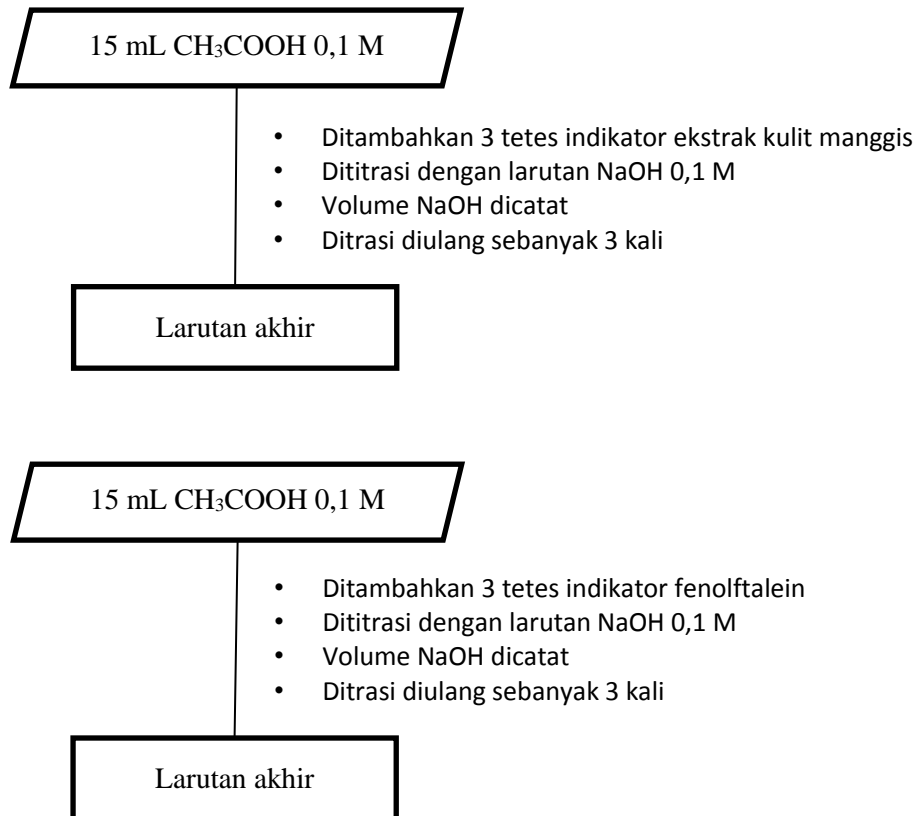 15 mL CH₃COOH 0,1 M
• Ditambahkan 3 tetes indikator ekstrak kulit manggis
• Dititrasi dengan larutan NaOH 0,1 M
• Volume NaOH dicatat
• Ditrasi diulang sebanyak 3 kali
Larutan akhir
15 mL CH₃COOH 0,1 M
• Ditambahkan 3 tetes indikator fenolftalein
• Dititrasi dengan larutan NaOH 0,1 M
• Volume NaOH dicatat
• Ditrasi diulang sebanyak 3 kali
Larutan akhir